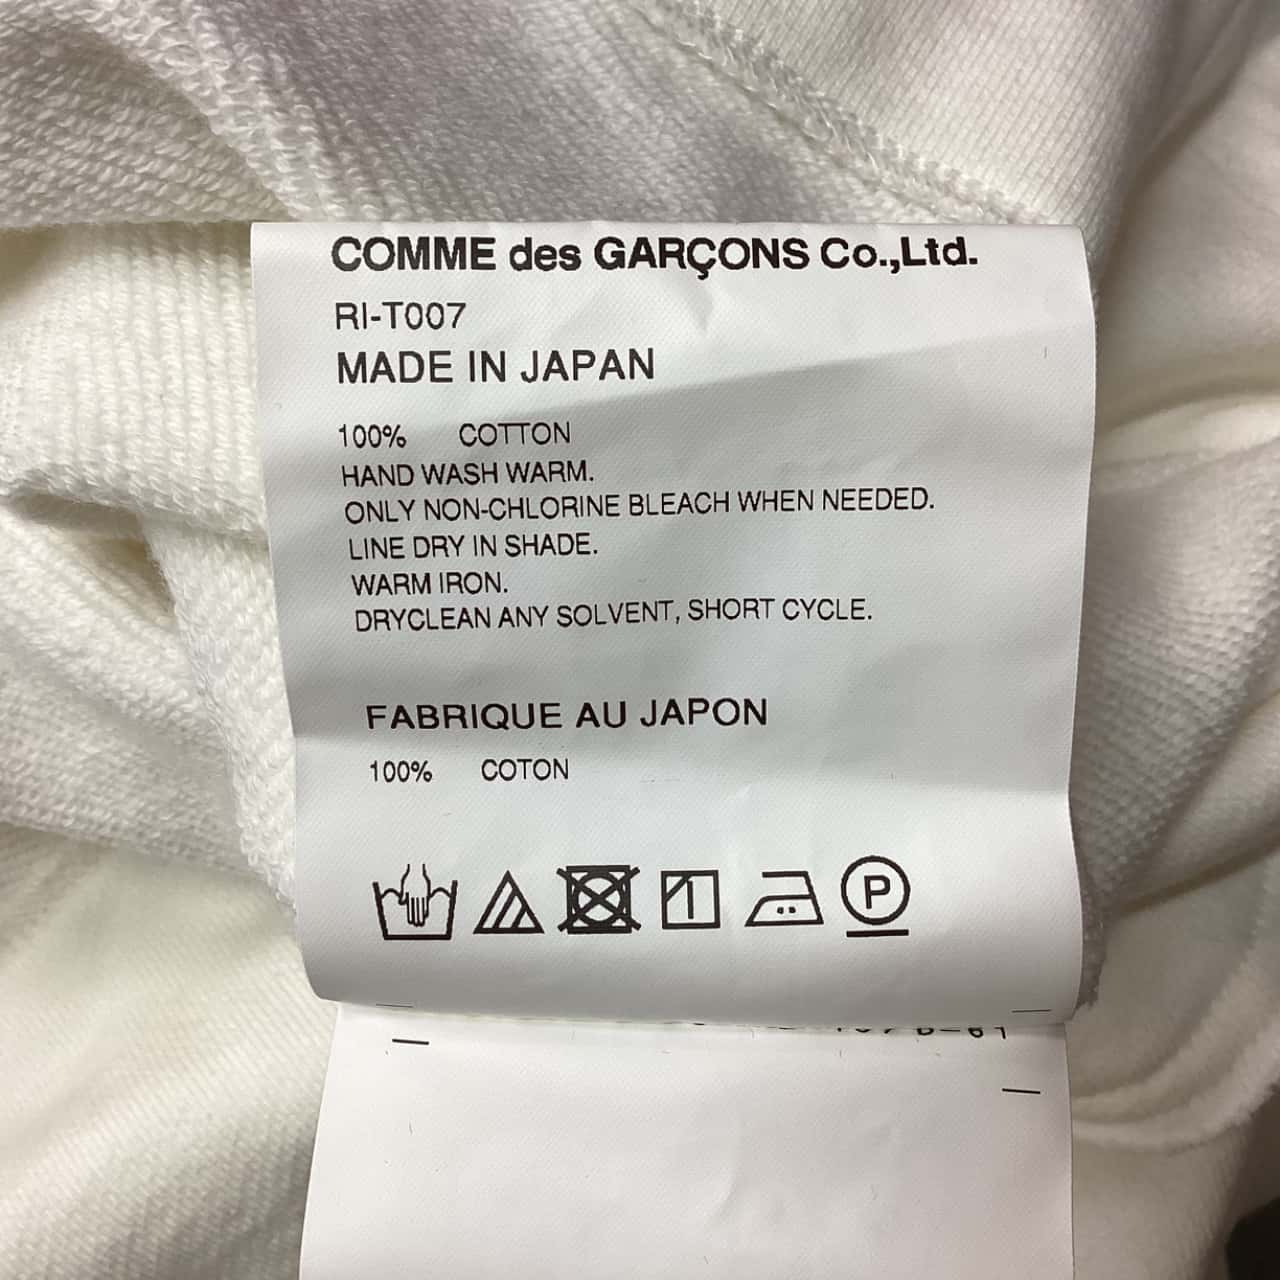 COMME des GARÇONS Co.,Ltd.
RI-T007
MADE IN JAPAN
100% COTTON
HAND WASH WARM.
ONLY NON-CHLORINE BLEACH WHEN NEEDED.
LINE DRY IN SHADE.
WARM IRON.
DRYCLEAN ANY SOLVENT, SHORT CYCLE.
FABRIQUE AU JAPON
100% COTON
P